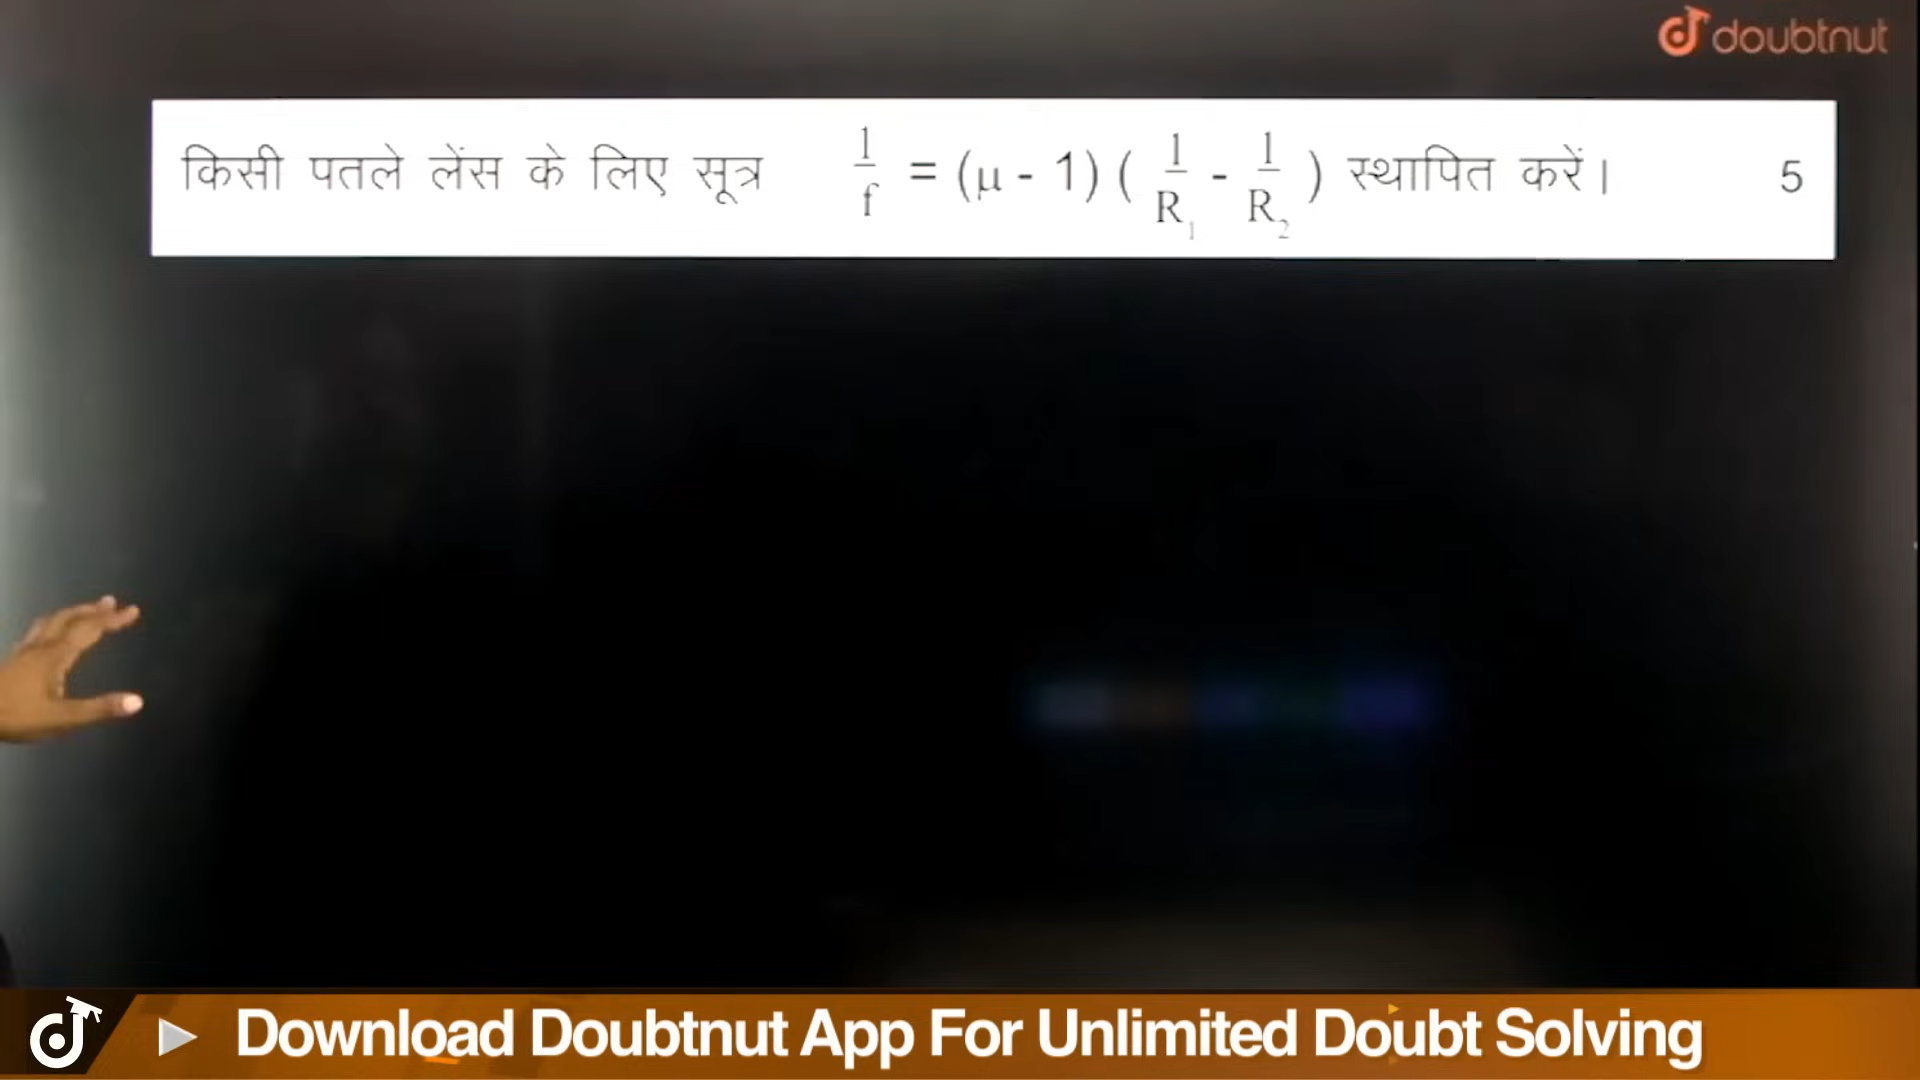 doubtnut
किसी पतले लेंस के लिए सूत्र 1/f = (μ - 1) ( 1/R₁ - 1/R₂ ) स्थापित करें। 5
Download Doubtnut App For Unlimited Doubt Solving